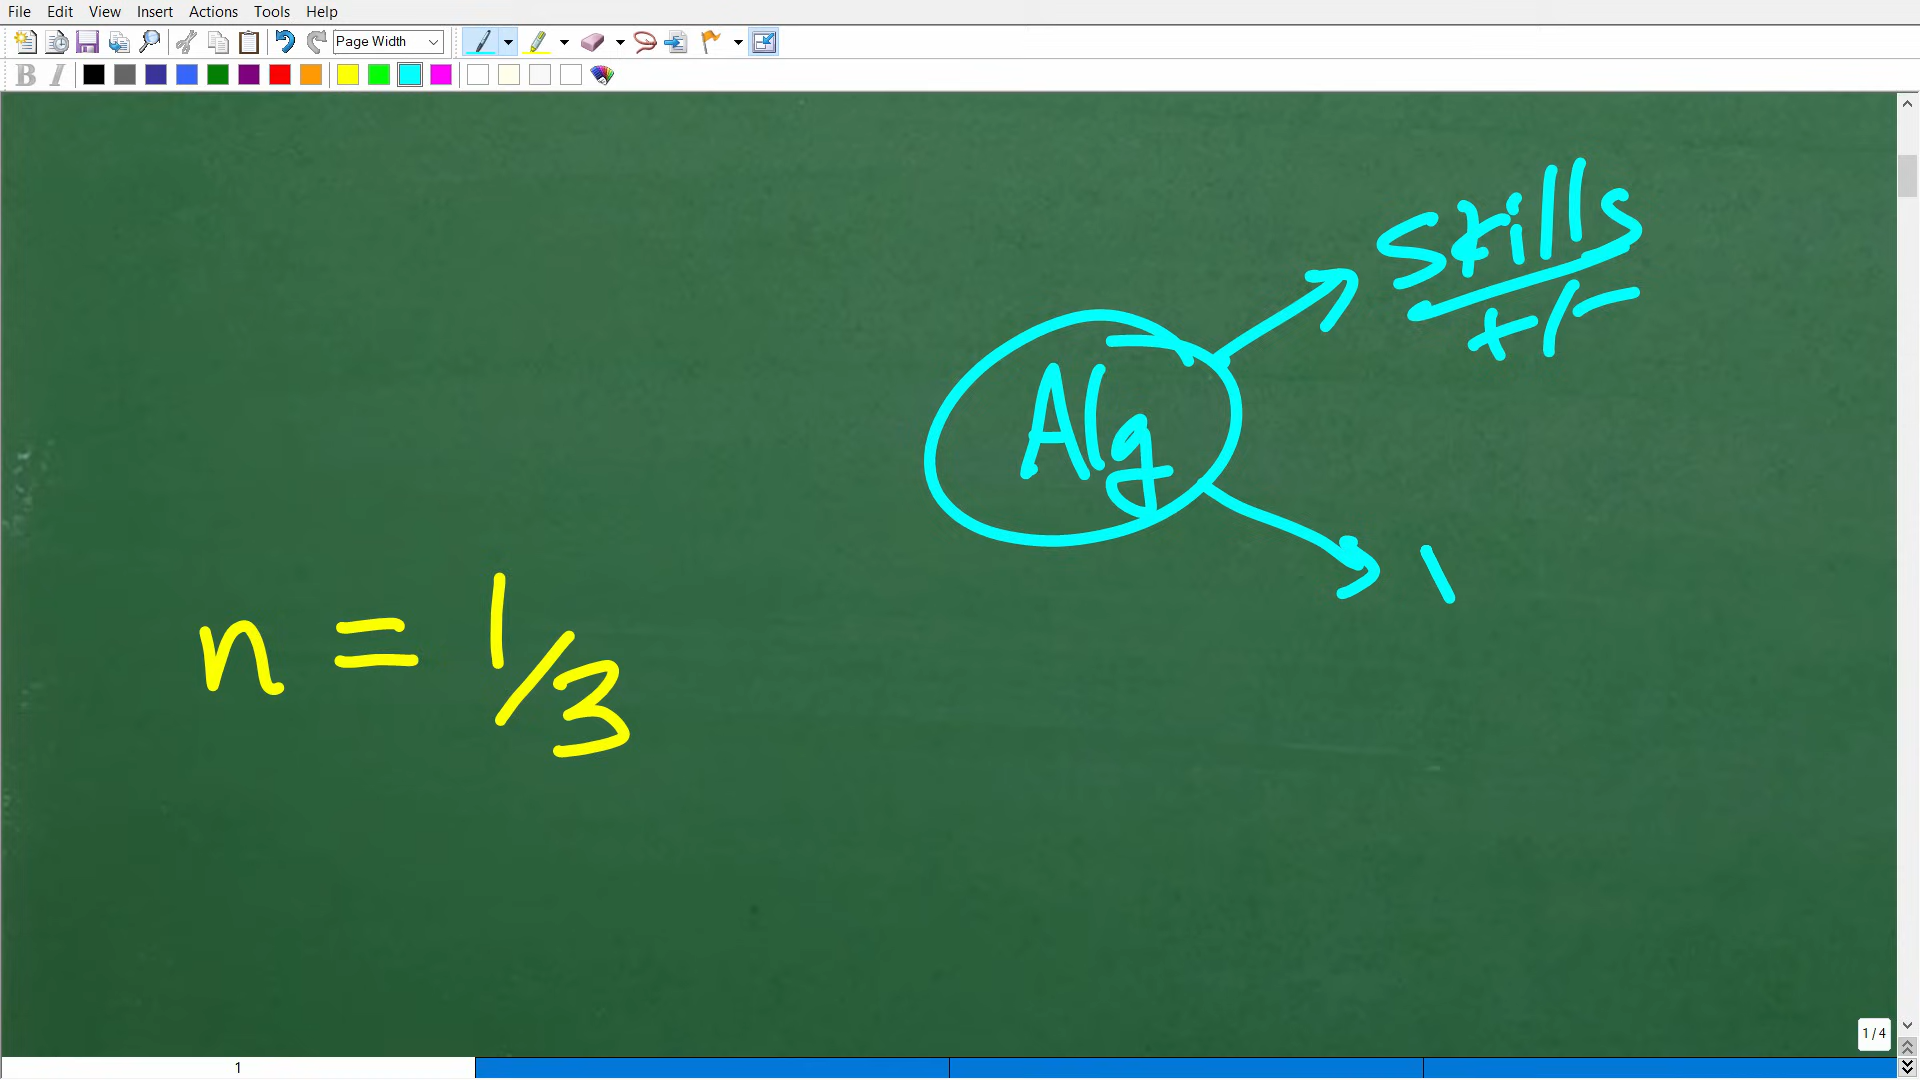 File Edit View Insert Actions Tools Help
Page Width
B I
Skills
+/-
Alg
n = 1/3
1 / 4
1